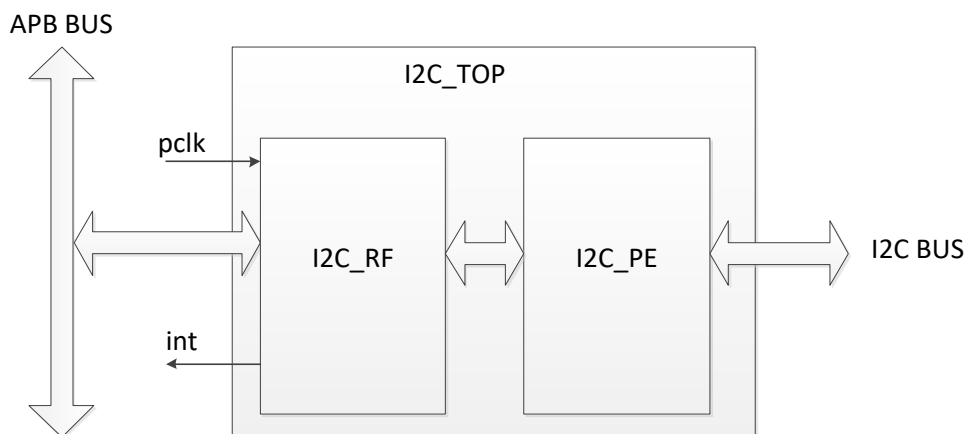 APB BUS
I2C_TOP
pclk
I2C_RF
I2C_PE
I2C BUS
int